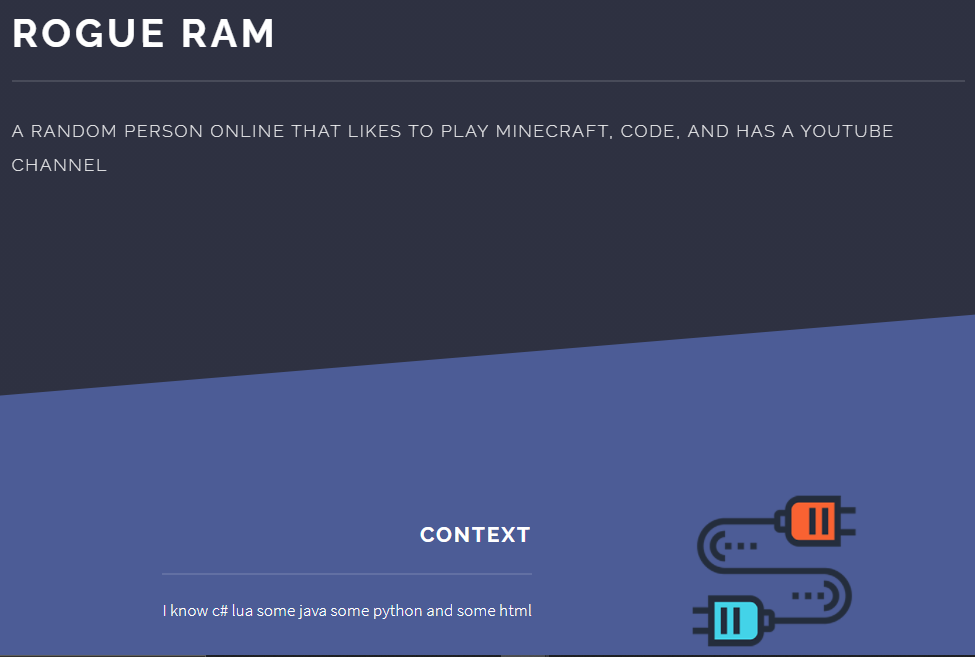 ROGUE RAM
A RANDOM PERSON ONLINE THAT LIKES TO PLAY MINECRAFT, CODE, AND HAS A YOUTUBE
CHANNEL
CONTEXT
I know c# lua some java some python and some html